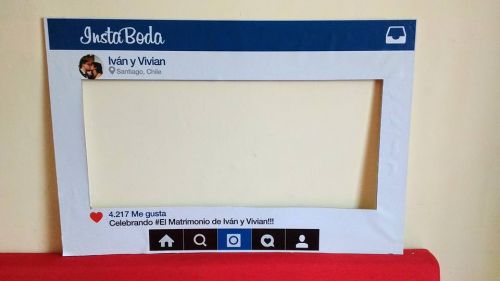 InstaBoda
Iván y Vivian
Santiago, Chile
4.217 Me gusta
Celebrando #El Matrimonio de Iván y Vivian!!!